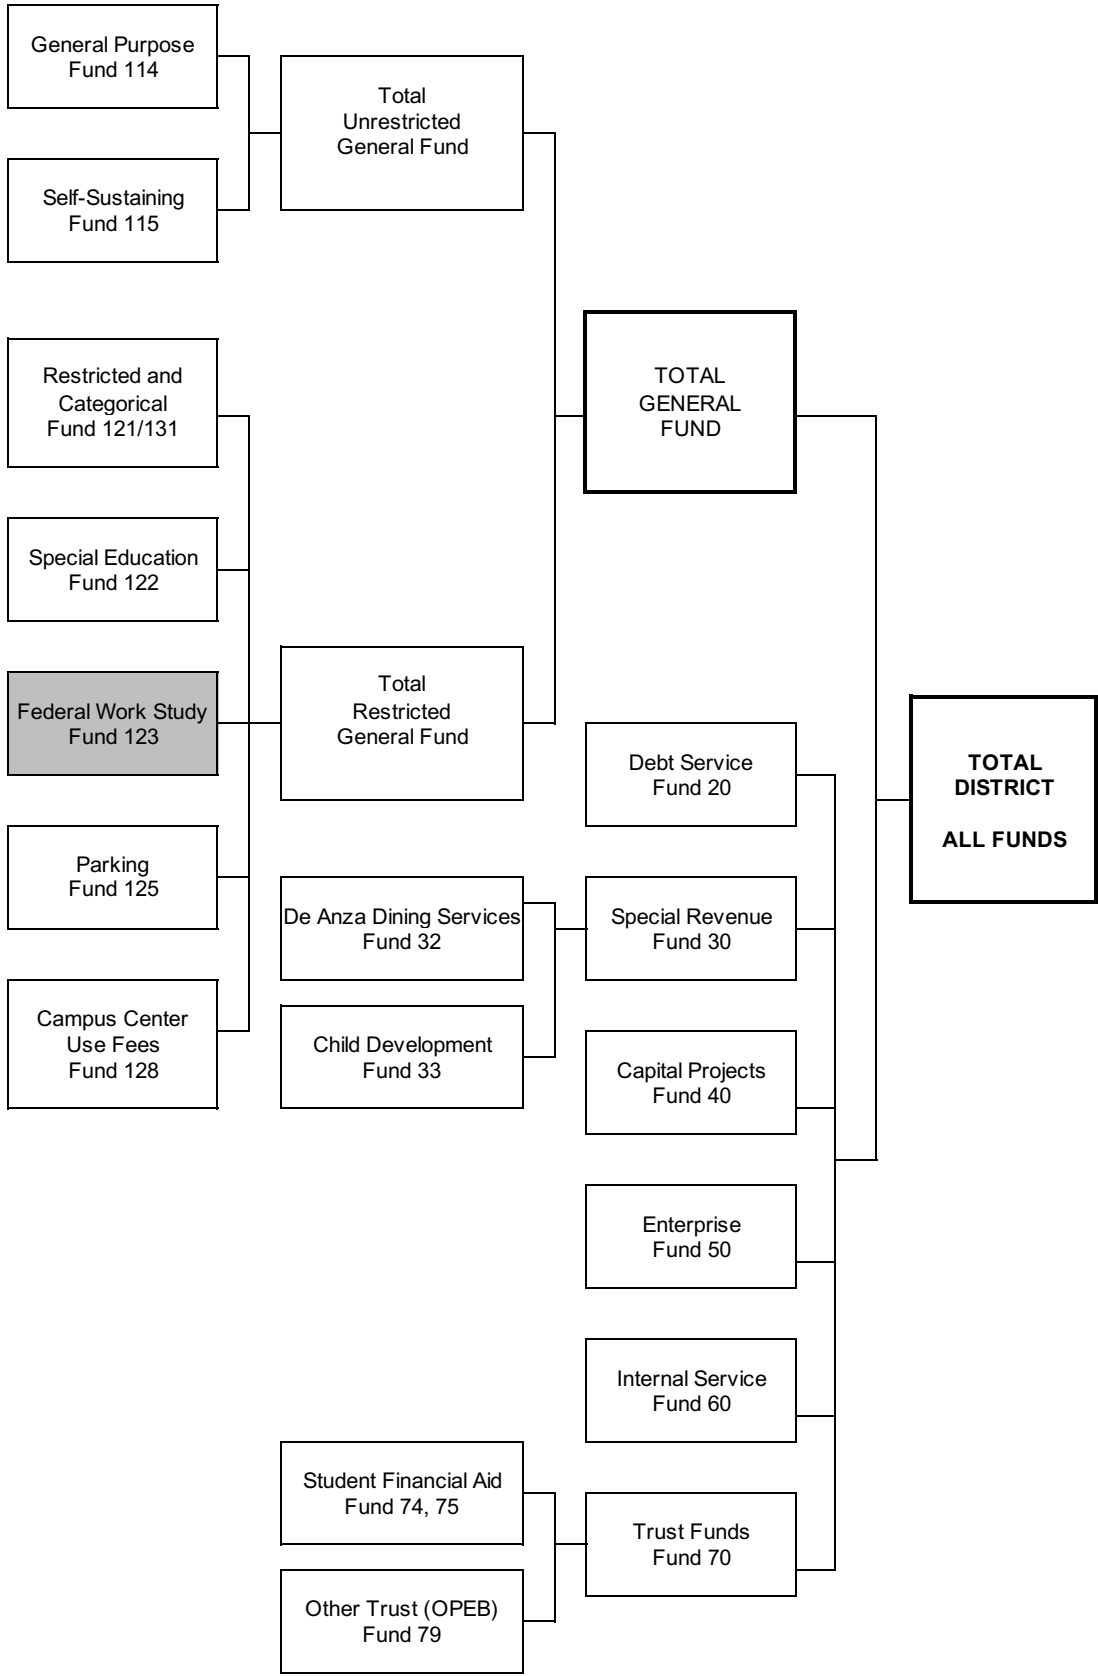 General Purpose
Fund 114
Total
Unrestricted
General Fund
Self-Sustaining
Fund 115
Restricted and
Categorical
Fund 121/131
TOTAL
GENERAL
FUND
Special Education
Fund 122
Federal Work Study
Fund 123
Total
Restricted
General Fund
Debt Service
Fund 20
TOTAL
DISTRICT
ALL FUNDS
Parking
Fund 125
De Anza Dining Services
Fund 32
Special Revenue
Fund 30
Campus Center
Use Fees
Fund 128
Child Development
Fund 33
Capital Projects
Fund 40
Enterprise
Fund 50
Internal Service
Fund 60
Student Financial Aid
Fund 74, 75
Trust Funds
Fund 70
Other Trust (OPEB)
Fund 79